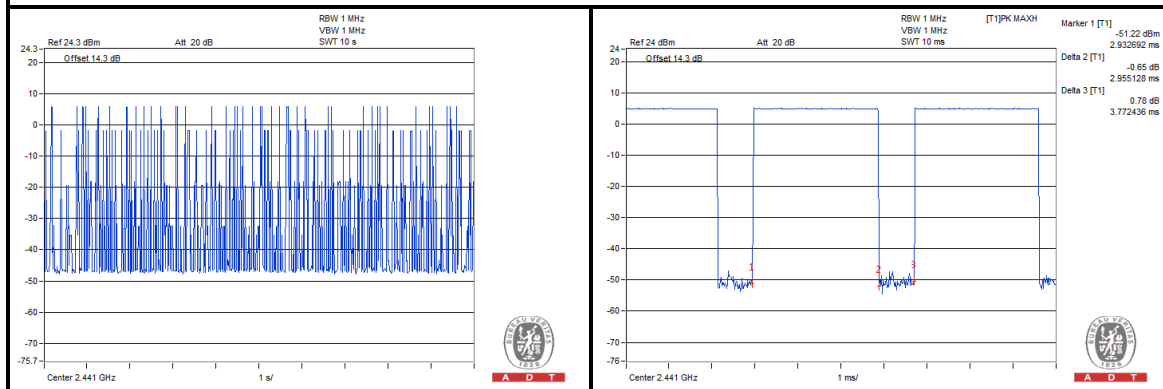 RBW 1 MHz
VBW 1 MHz
SWT 10 s
Ref 24.3 dBm
Att 20 dB
24.3
Offset 14.3 dB
20
10
0
-10
-20
-30
-40
-50
-60
-70
-75.7
Center 2.441 GHz
1 s/
BUREAU VERITAS
1828
A D T
RBW 1 MHz
VBW 1 MHz
SWT 10 ms
[T1]PK MAXH
Ref 24 dBm
Att 20 dB
24
Offset 14.3 dB
20
10
0
-10
-20
-30
-40
-50
-60
-70
-76
1
2
3
Center 2.441 GHz
1 ms/
Marker 1 [T1]
-51.22 dBm
2.932692 ms
Delta 2 [T1]
-0.65 dB
2.955128 ms
Delta 3 [T1]
0.78 dB
3.772436 ms
BUREAU VERITAS
1828
A D T